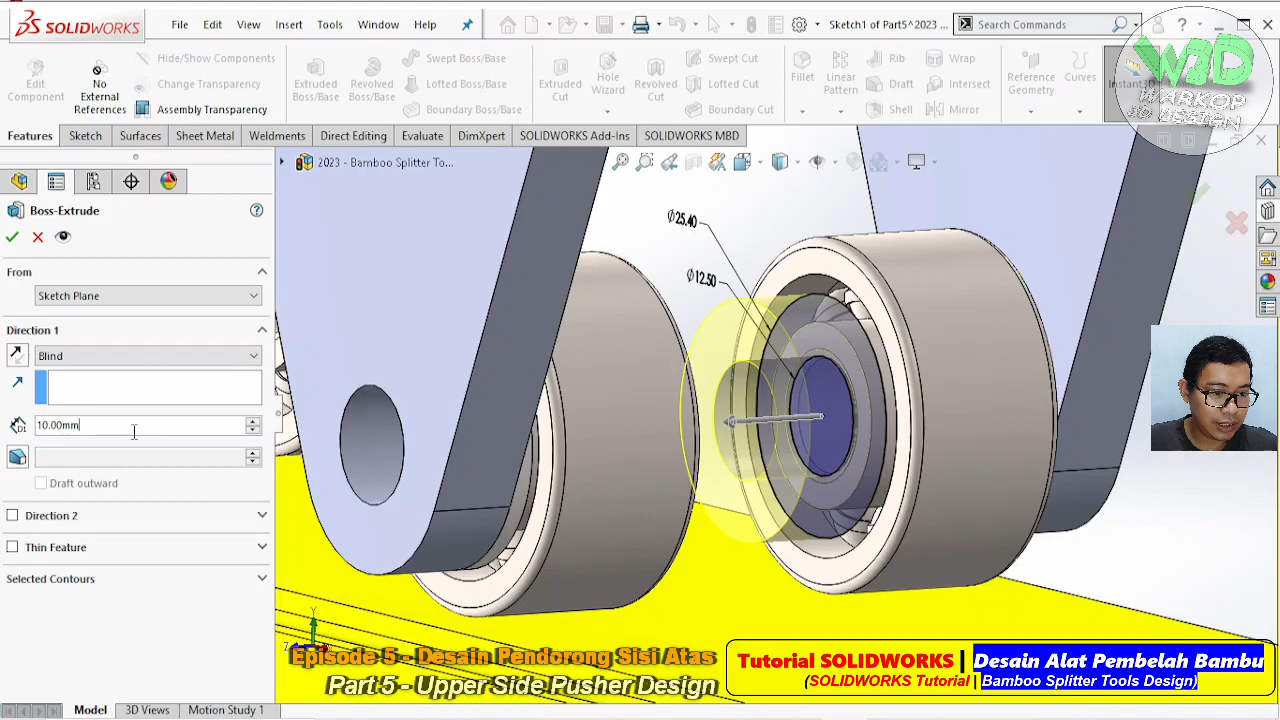 SOLIDWORKS
File
Edit
View
Insert
Tools
Window
Help
Sketch1 of Part5^2023 ...
Search Commands
Edit Component
No External References
Hide/Show Components
Change Transparency
Assembly Transparency
Extruded Boss/Base
Revolved Boss/Base
Swept Boss/Base
Lofted Boss/Base
Boundary Boss/Base
Extruded Cut
Hole Wizard
Revolved Cut
Swept Cut
Lofted Cut
Boundary Cut
Fillet
Linear Pattern
Rib
Draft
Shell
Wrap
Intersect
Mirror
Reference Geometry
Curves
Instant3D
WARKOP
3D
DESIGN
Features
Sketch
Surfaces
Sheet Metal
Weldments
Direct Editing
Evaluate
DimXpert
SOLIDWORKS Add-Ins
SOLIDWORKS MBD
2023 - Bamboo Splitter To...
Boss-Extrude
From
Sketch Plane
Direction 1
Blind
10.00mm
Draft outward
Direction 2
Thin Feature
Selected Contours
Ø25.40
Ø12.50
Y
Z
Episode 5 - Desain Pendorong Sisi Atas
Part 5 - Upper Side Pusher Design
Tutorial SOLIDWORKS | Desain Alat Pembelah Bambu
(SOLIDWORKS Tutorial | Bamboo Splitter Tools Design)
Model
3D Views
Motion Study 1